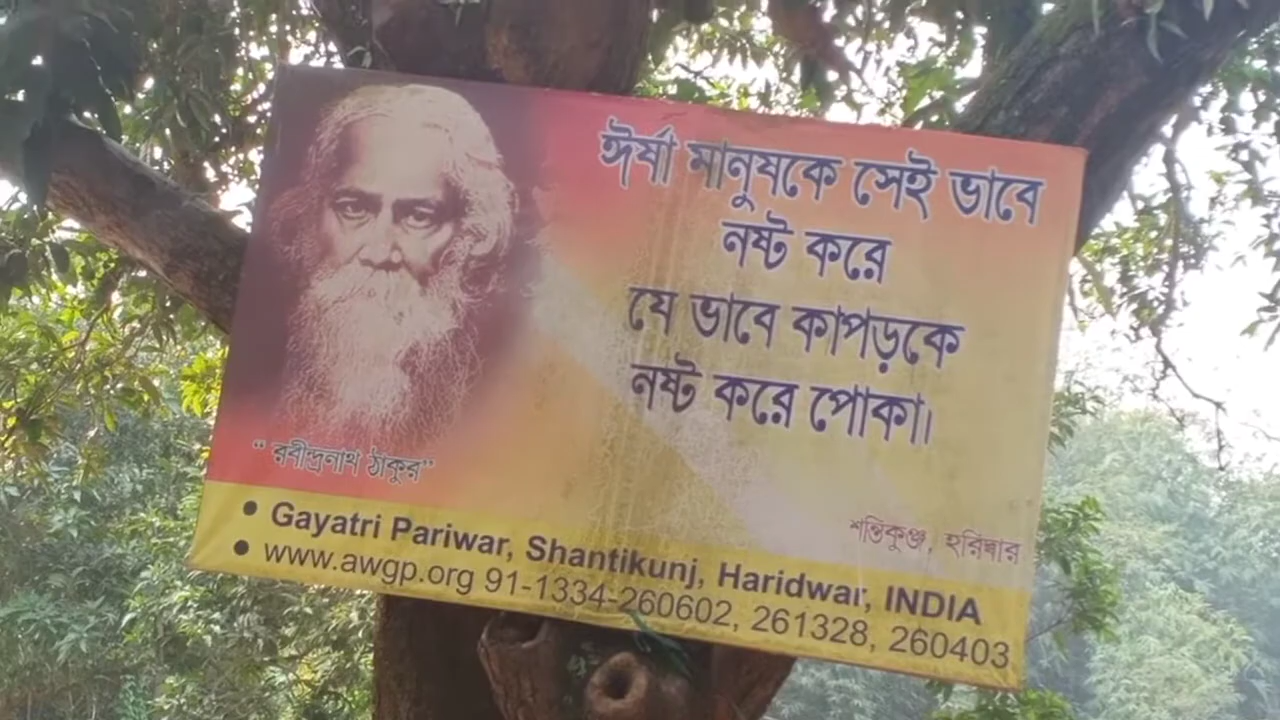 ঈর্ষা মানুষকে সেই ভাবে
নষ্ট করে
যে ভাবে কাপড়কে
নষ্ট করে পোকা।
“ রবীন্দ্রনাথ ঠাকুর”
শন্তিকুঞ্জ, হরিদ্বার
• Gayatri Pariwar, Shantikunj, Haridwar, INDIA
• www.awgp.org 91-1334-260602, 261328, 260403